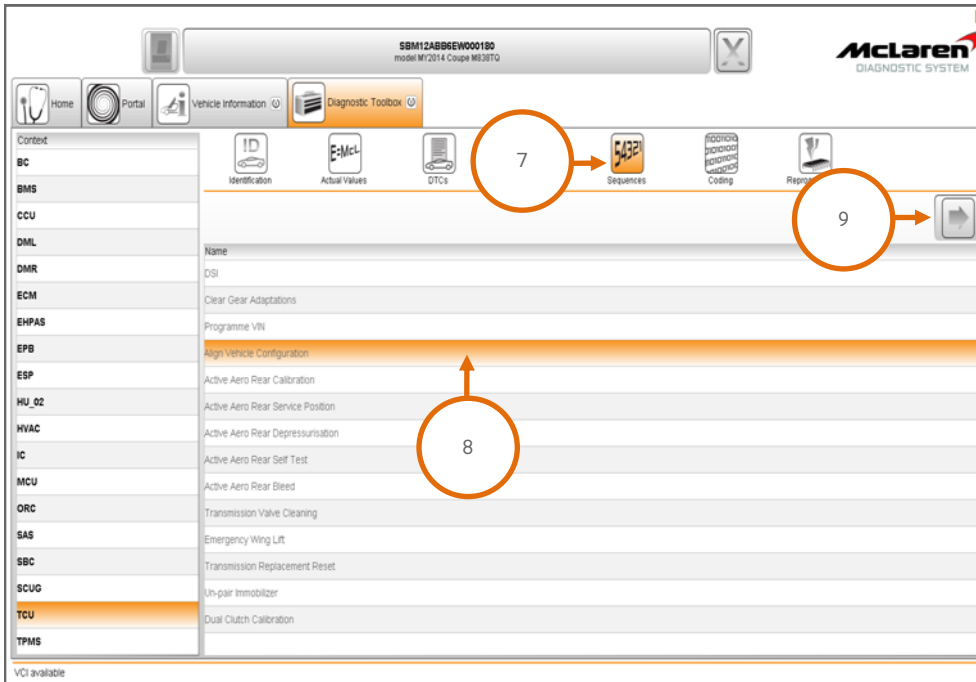 SBM12ABB6EW000180
model MY2014 Coupe M838TQ
McLaren
DIAGNOSTIC SYSTEM
Home
Portal
Vehicle Information
Diagnostic Toolbox
Context
BC
BMS
CCU
DML
DMR
ECM
EHPAS
EPB
ESP
HU_02
HVAC
IC
MCU
ORC
SAS
SBC
SCUG
TCU
TPMS
ID
E=McL
54321
Identification
Actual Values
DTCs
7
Sequences
Coding
9
Name
DSI
Clear Gear Adaptations
Programme VIN
Align Vehicle Configuration
Active Aero Rear Calibration
Active Aero Rear Service Position
Active Aero Rear Depressurisation
8
Active Aero Rear Self Test
Active Aero Rear Bleed
Transmission Valve Cleaning
Emergency Wing Lift
Transmission Replacement Reset
Un-pair Immobilizer
Dual Clutch Calibration
VCI available